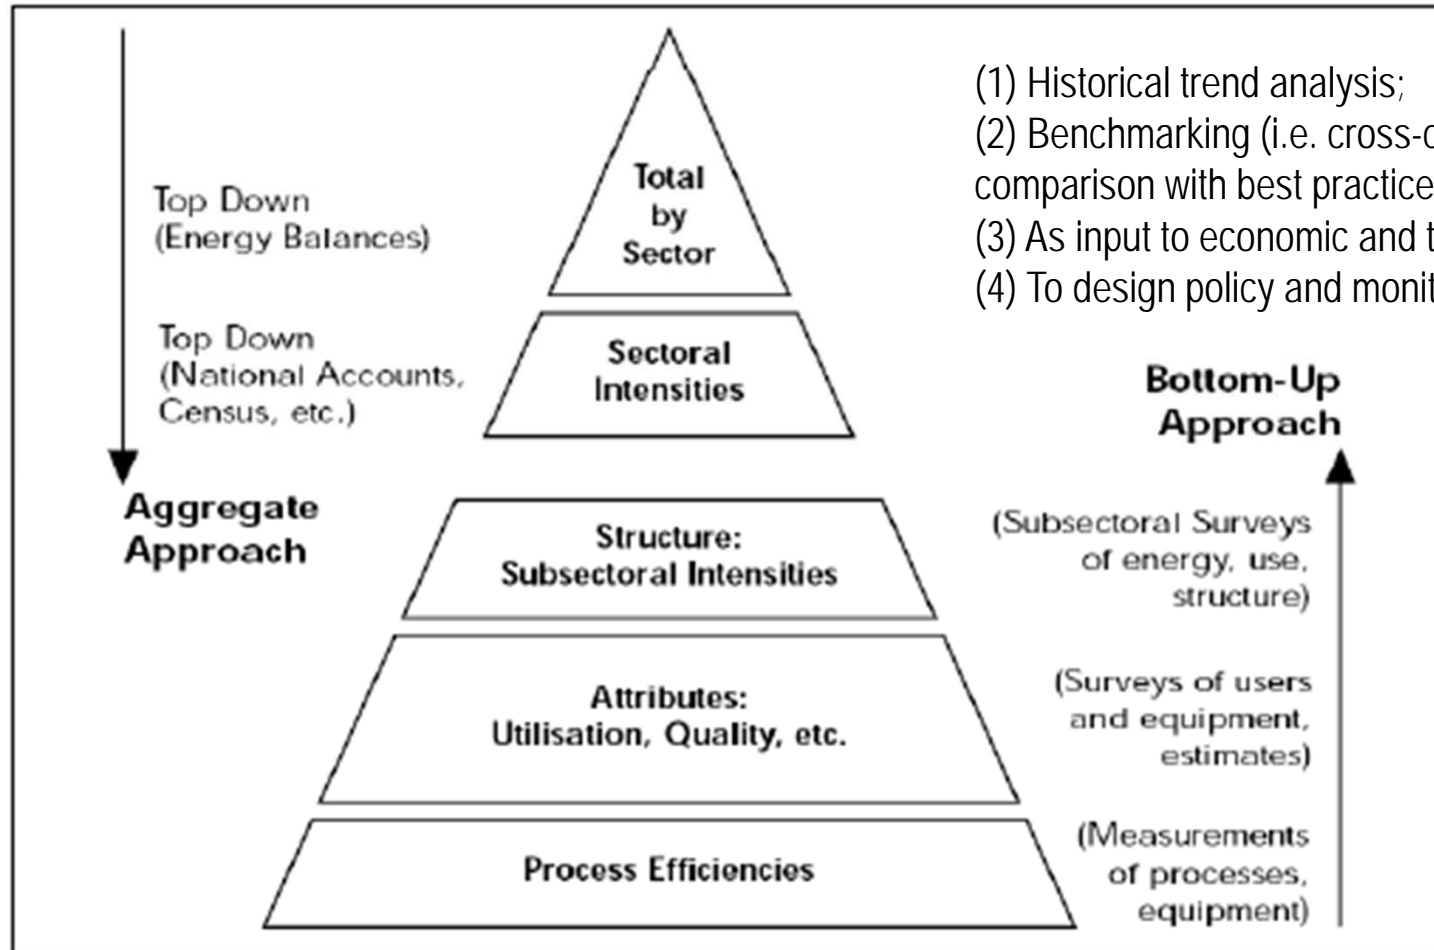 (1) Historical trend analysis;
(2) Benchmarking (i.e.
comparison with best practice
(3) As input to economic and
(4) To design policy and
Top Down
(Energy Balances)
Top Down
(National Accounts,
Census, etc.)
Aggregate
Approach
Total
by
Sector
Sectoral
Intensities
Structure:
Subsectoral Intensities
Attributes:
Utilisation, Quality, etc.
Process Efficiencies
Bottom-Up
Approach
(Subsectoral Surveys
of energy, use,
structure)
(Surveys of users
and equipment,
estimates)
(Measurements
of processes,
equipment)